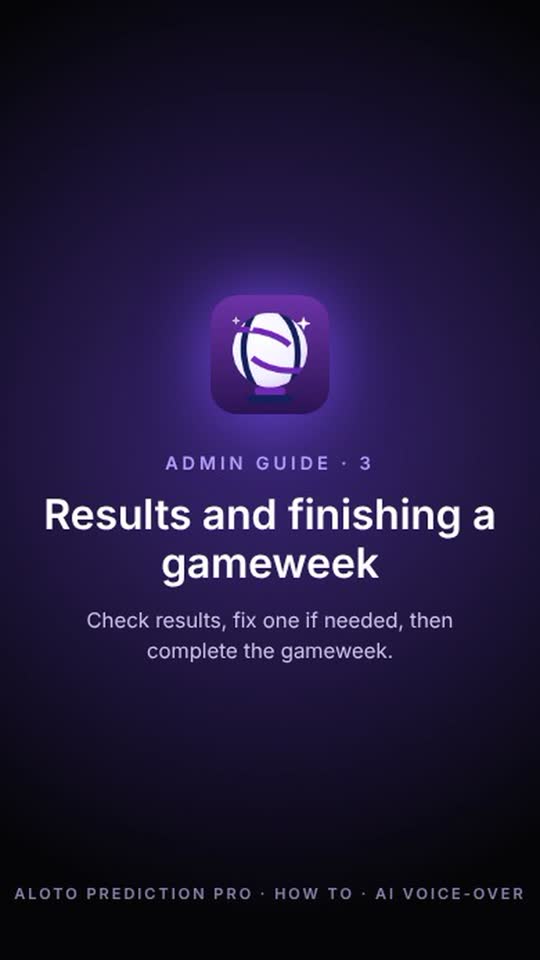 ADMIN GUIDE · 3
Results and finishing a
gameweek
Check results, fix one if needed, then
complete the gameweek.
ALOTO PREDICTION PRO · HOW TO · AI VOICE-OVER